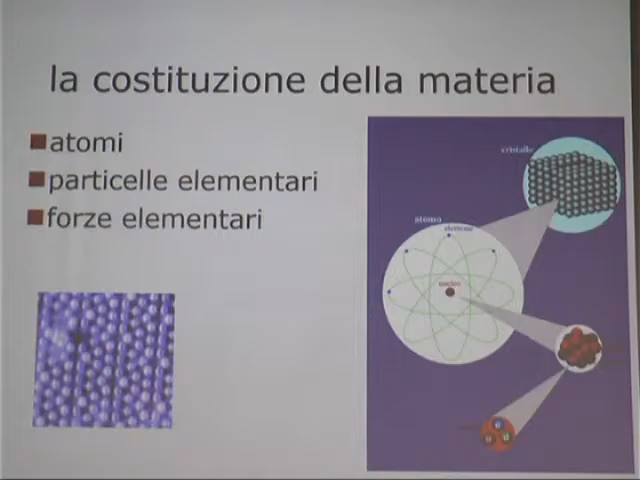 la costituzione della materia
atomi
particelle elementari
forze elementari
cristallo
atomo
elettrone
nucleo